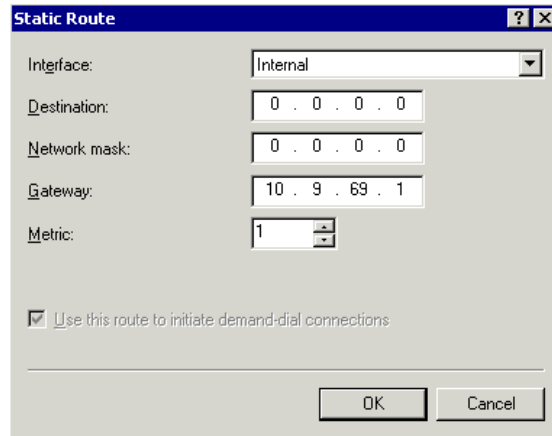 Static Route
Interface: Internal
Destination: 0 . 0 . 0 . 0
Network mask: 0 . 0 . 0 . 0
Gateway: 10 . 9 . 69 . 1
Metric: 1
Use this route to initiate demand-dial connections
OK Cancel